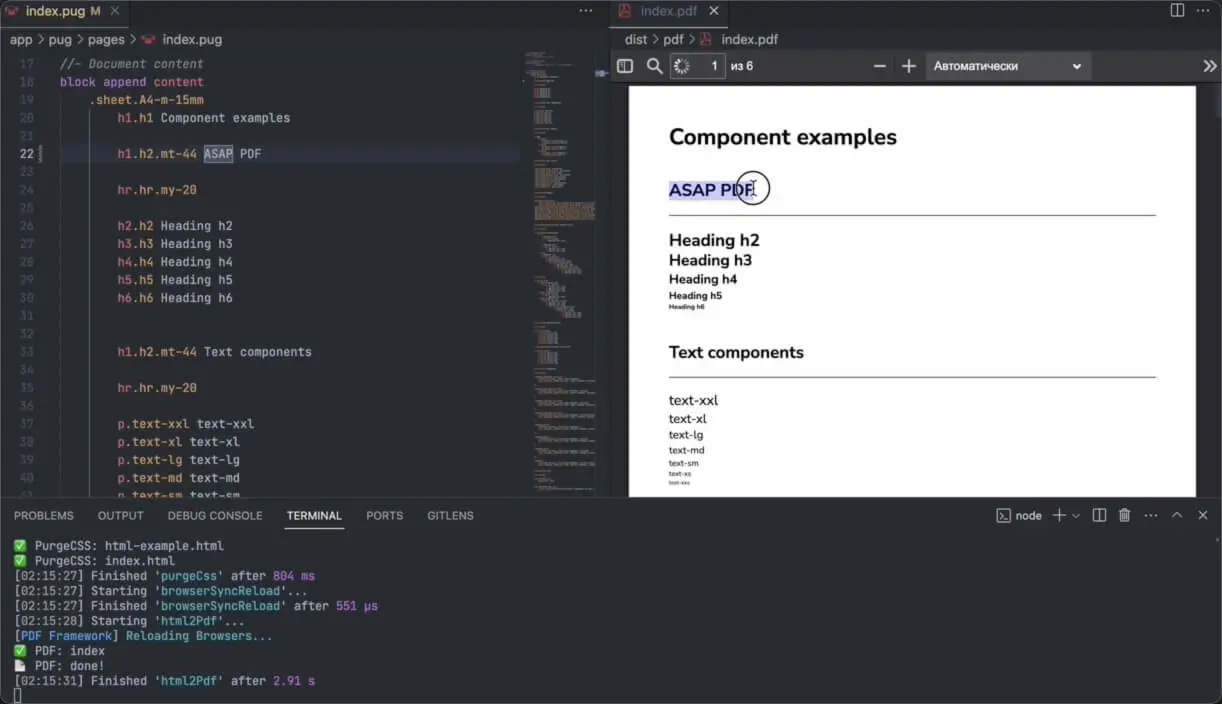 index.pug M
app > pug > pages > index.pug
17 //- Document content
18 block append content
19 .sheet.A4-m-15mm
20 h1.h1 Component examples
21
22 h1.h2.mt-44 ASAP PDF
23
24 hr.hr.my-20
25
26 h2.h2 Heading h2
27 h3.h3 Heading h3
28 h4.h4 Heading h4
29 h5.h5 Heading h5
30 h6.h6 Heading h6
31
32
33 h1.h2.mt-44 Text components
34
35 hr.hr.my-20
36
37 p.text-xxl text-xxl
38 p.text-xl text-xl
39 p.text-lg text-lg
40 p.text-md text-md
41 p.text-sm text-sm
index.pdf
dist > pdf > index.pdf
1 из 6 Автоматически
Component examples
ASAP PDF
Heading h2
Heading h3
Heading h4
Heading h5
Heading h6
Text components
text-xxl
text-xl
text-lg
text-md
text-sm
text-xs
text-xxs
PROBLEMS OUTPUT DEBUG CONSOLE TERMINAL PORTS GITLENS node
PurgeCSS: html-example.html
PurgeCSS: index.html
[02:15:27] Finished 'purgeCss' after 804 ms
[02:15:27] Starting 'browserSyncReload'...
[02:15:27] Finished 'browserSyncReload' after 551 μs
[02:15:28] Starting 'html2Pdf'...
[PDF Framework] Reloading Browsers...
PDF: index
PDF: done!
[02:15:31] Finished 'html2Pdf' after 2.91 s